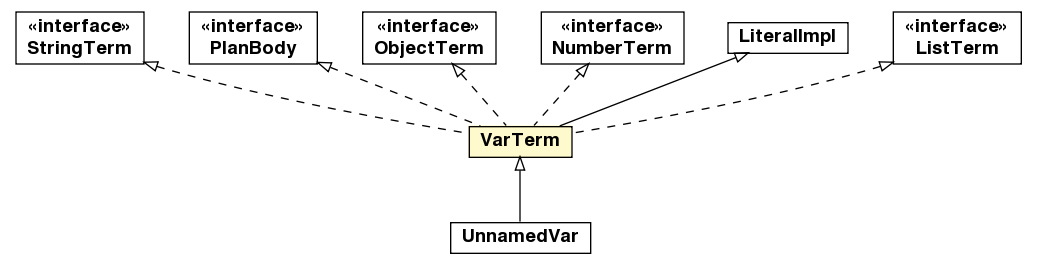 «interface»
StringTerm
«interface»
PlanBody
«interface»
ObjectTerm
«interface»
NumberTerm
LiteralImpl
«interface»
ListTerm
VarTerm
UnnamedVar